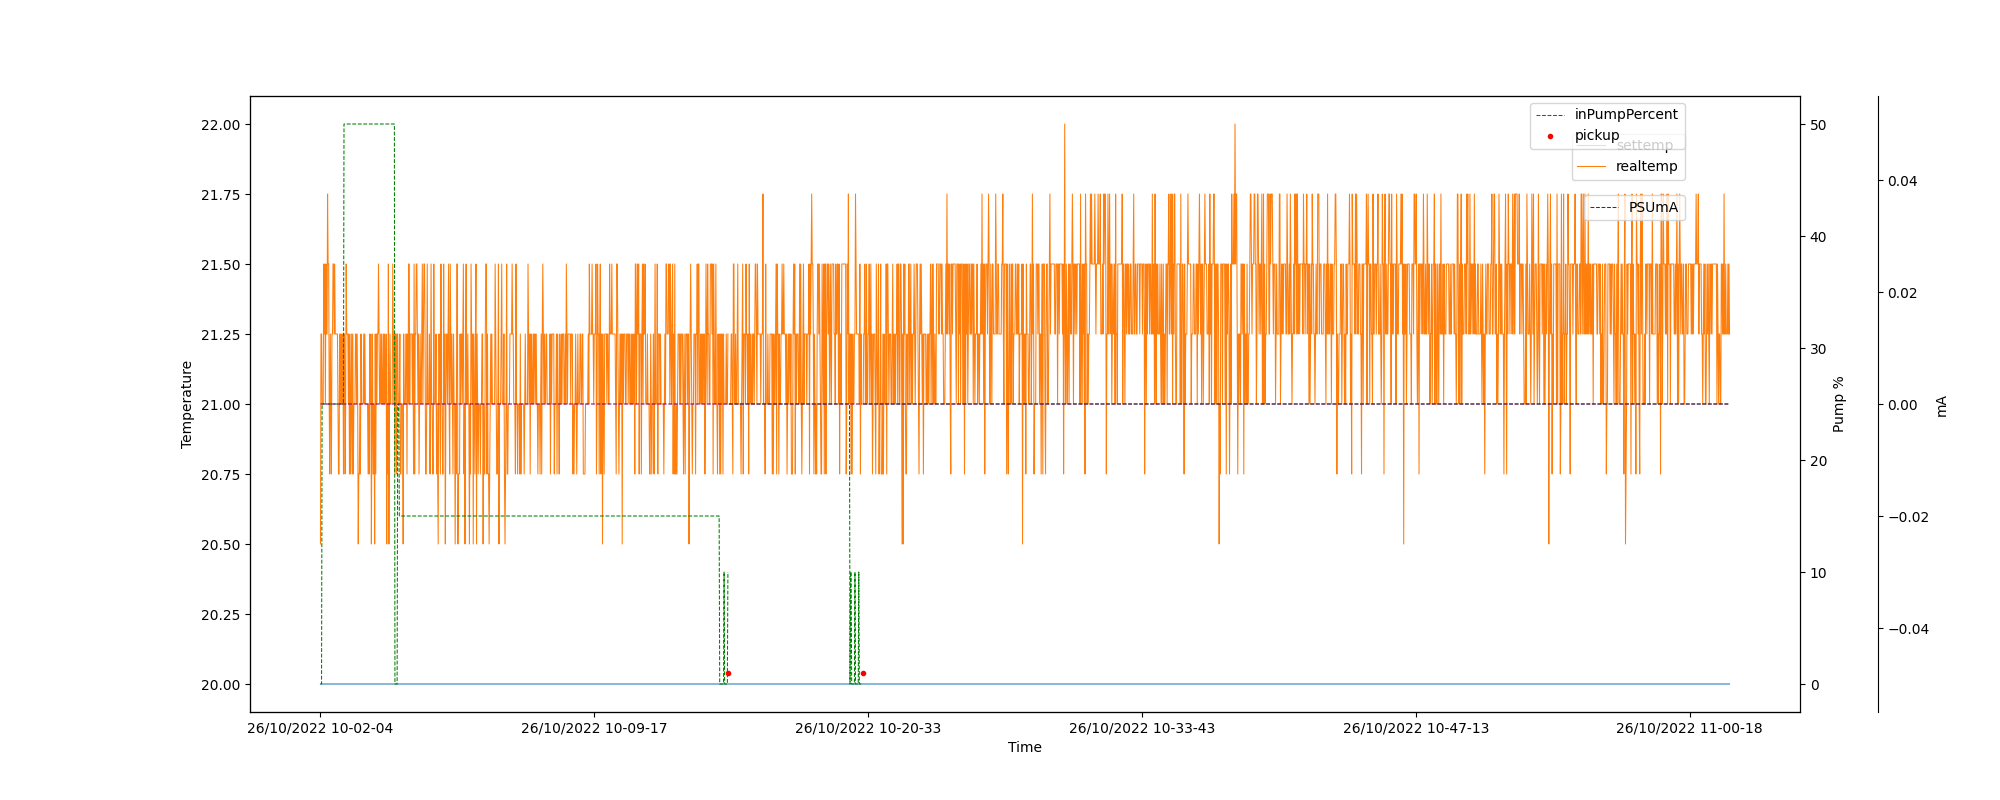 inPumpPercent
pickup
settemp
realtemp
PSUmA
22.00
21.75
21.50
21.25
21.00
20.75
20.50
20.25
20.00
Temperature
50
40
30
20
10
0
Pump %
0.04
0.02
0.00
−0.02
−0.04
mA
26/10/2022 10-02-04
26/10/2022 10-09-17
26/10/2022 10-20-33
26/10/2022 10-33-43
26/10/2022 10-47-13
26/10/2022 11-00-18
Time